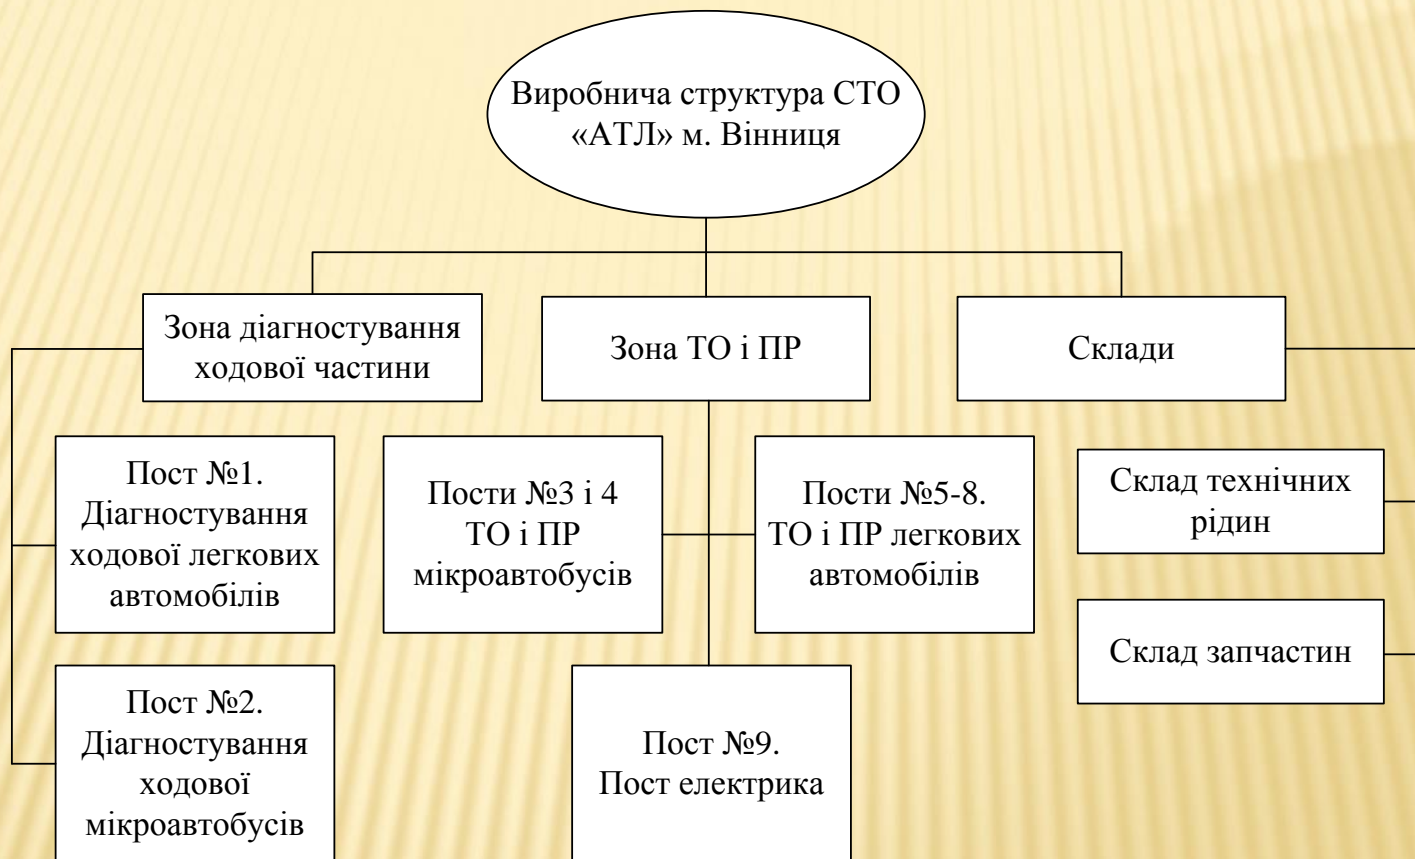 Виробнича структура СТО
«АТЛ» м. Вінниця
Зона діагностування
ходової частини
Зона ТО і ПР
Склади
Пост №1.
Діагностування
ходової легкових
автомобілів
Пости №3 і 4
ТО і ПР
мікроавтобусів
Пости №5-8.
ТО і ПР легкових
автомобілів
Склад технічних
рідин
Склад запчастин
Пост №2.
Діагностування
ходової
мікроавтобусів
Пост №9.
Пост електрика